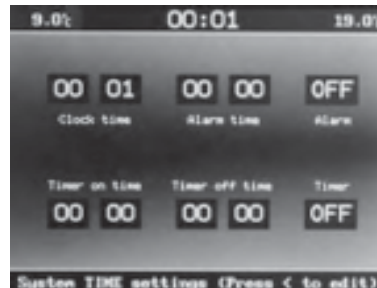 9.0℃ 00:01 19.0
00 01 00 00 OFF
Clock time Alarm time Alarm
Timer on time Timer off time Timer
00 00 00 00 OFF
System TIME settings (Press < to edit)